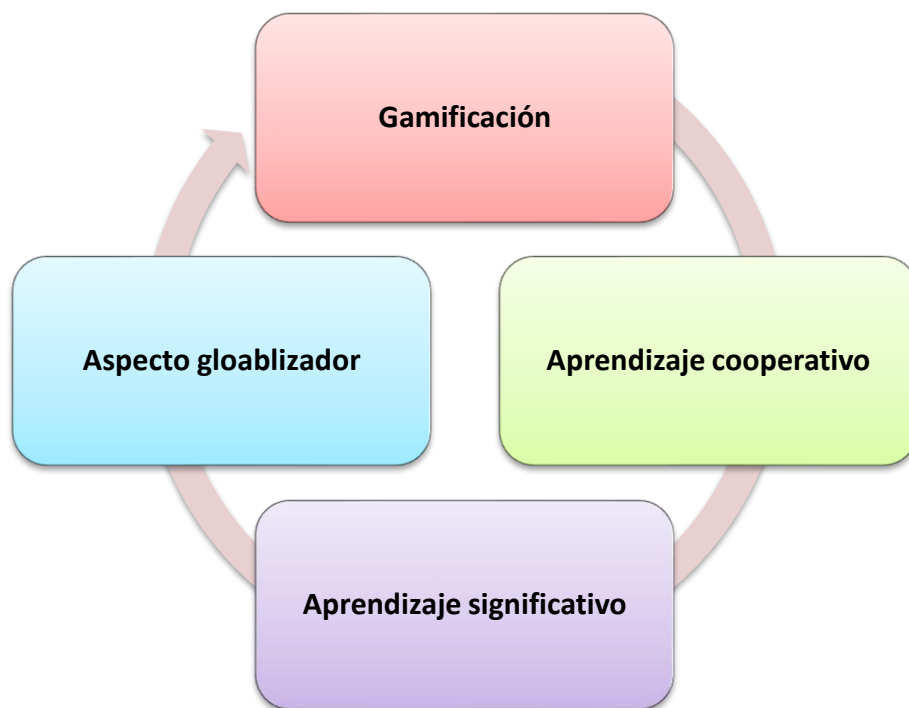 Gamificación
Aspecto gloablizador
Aprendizaje cooperativo
Aprendizaje significativo